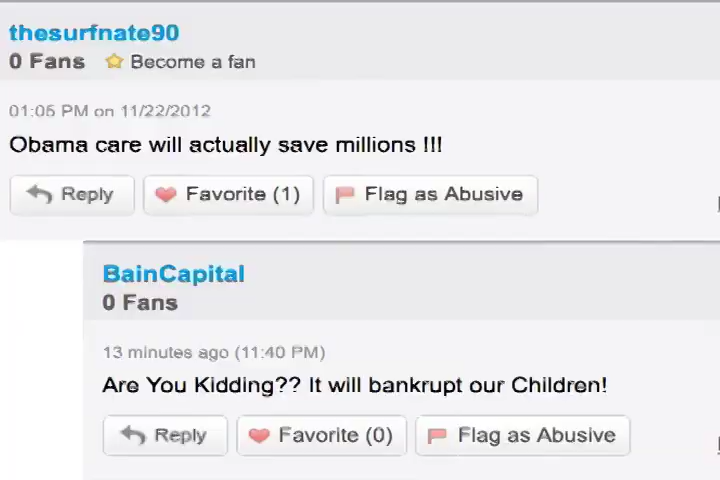 thesurfnate90
0 Fans Become a fan
01:05 PM on 11/22/2012
Obama care will actually save millions !!!
Reply Favorite (1) Flag as Abusive
BainCapital
0 Fans
13 minutes ago (11:40 PM)
Are You Kidding?? It will bankrupt our Children!
Reply Favorite (0) Flag as Abusive